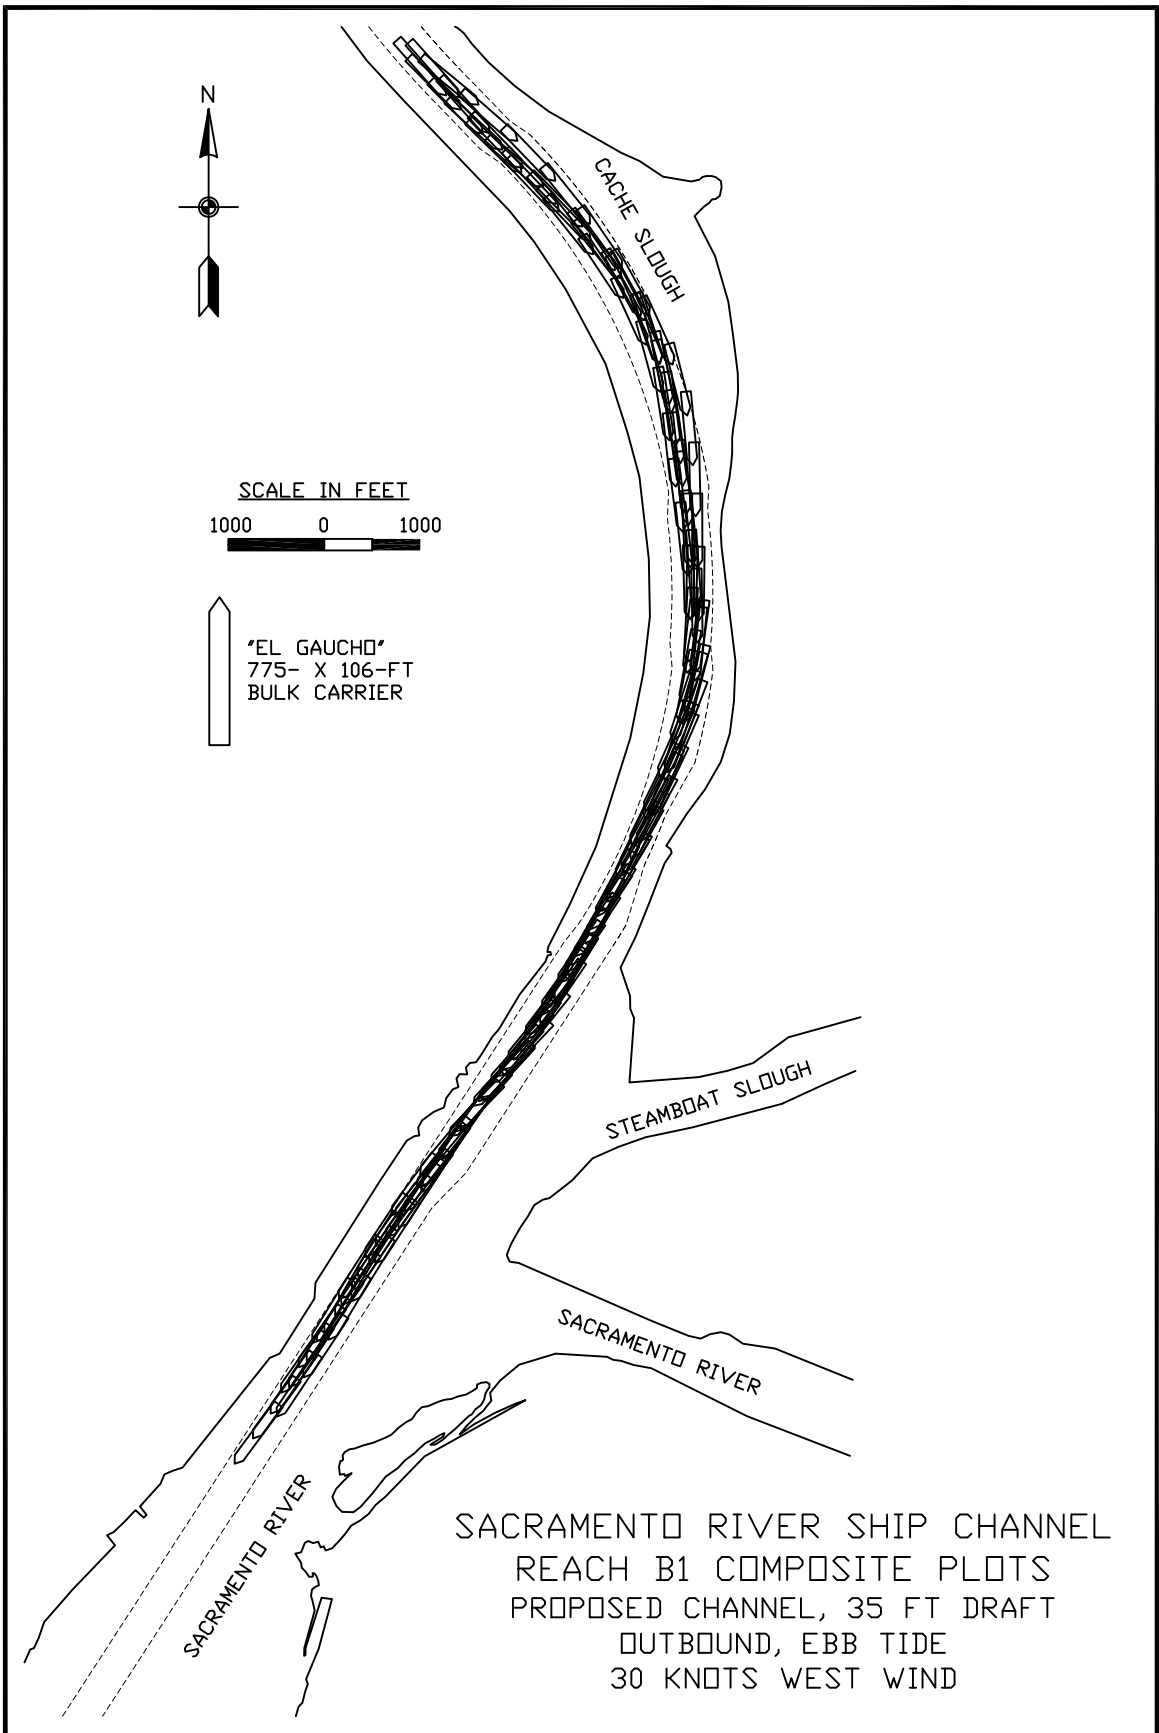 N
CACHE SLOUGH
SCALE IN FEET
1000 0 1000
"EL GAUCHO"
775- X 106-FT
BULK CARRIER
STEAMBOAT SLOUGH
SACRAMENTO RIVER
SACRAMENTO RIVER
SACRAMENTO RIVER SHIP CHANNEL
REACH B1 COMPOSITE PLOTS
PROPOSED CHANNEL, 35 FT DRAFT
OUTBOUND, EBB TIDE
30 KNOTS WEST WIND